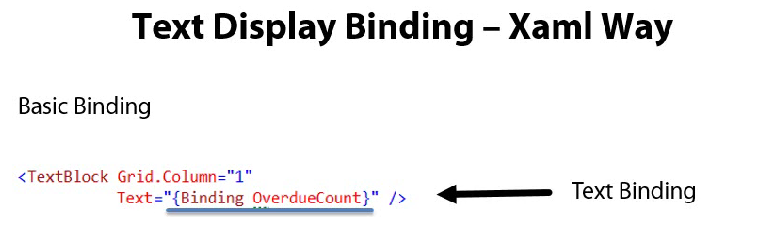 Text Display Binding – Xaml Way
Basic Binding
<TextBlock Grid.Column="1"
Text="{Binding OverdueCount}" />
Text Binding